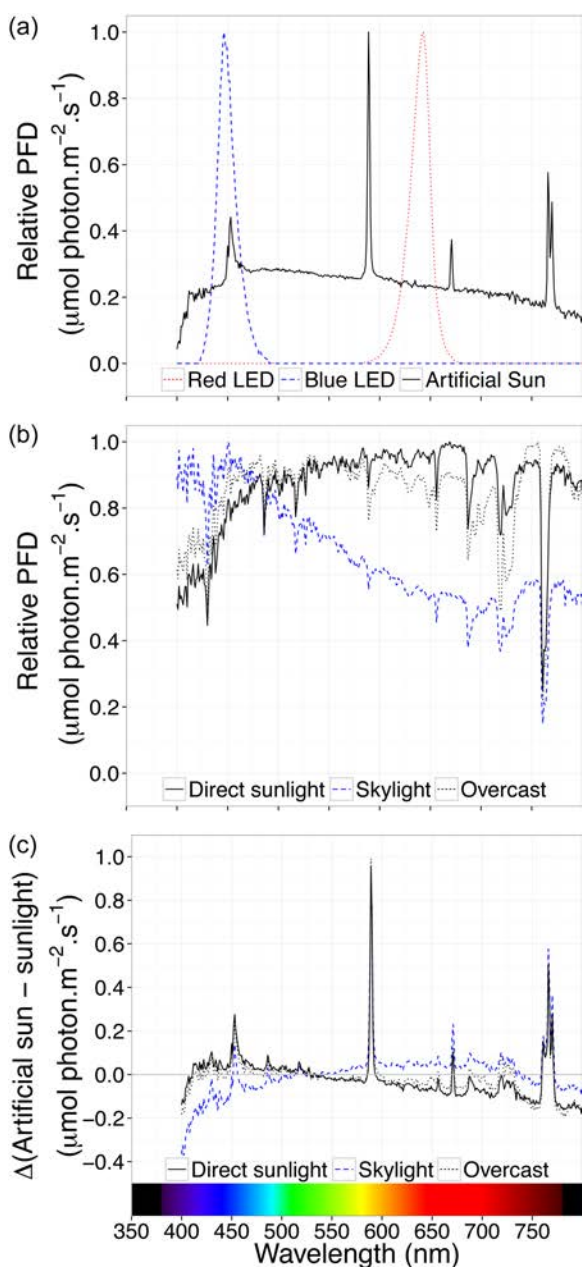 (a)
1.0
0.8
0.6
0.4
0.2
0.0
Relative PFD
(μmol photon.m⁻².s⁻¹)
Red LED Blue LED Artificial Sun
(b)
1.0
0.8
0.6
0.4
0.2
0.0
Relative PFD
(μmol photon.m⁻².s⁻¹)
Direct sunlight Skylight Overcast
(c)
1.0
0.8
0.6
0.4
0.2
0.0
−0.2
−0.4
Δ(Artificial sun − sunlight)
(μmol photon.m⁻².s⁻¹)
Direct sunlight Skylight Overcast
350 400 450 500 550 600 650 700 750
Wavelength (nm)